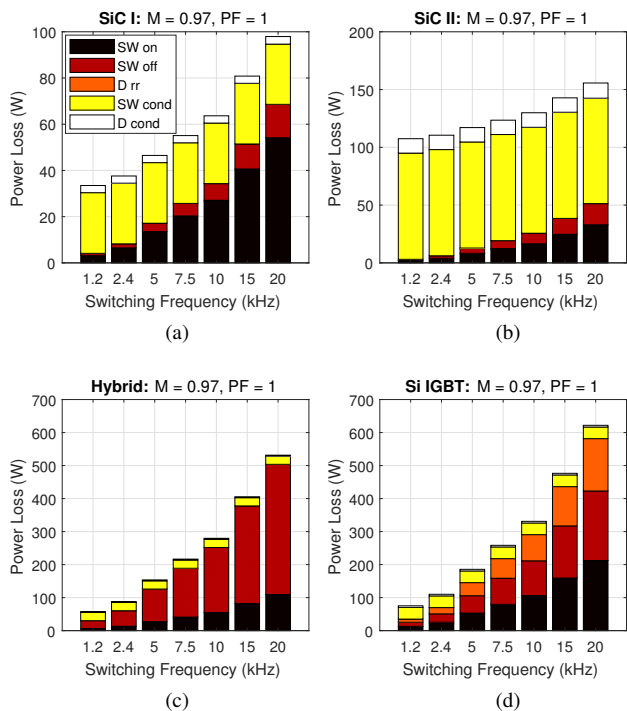 SiC I: M = 0.97, PF = 1
100
80
60
40
20
0
Power Loss (W)
SW on
SW off
D rr
SW cond
D cond
1.2 2.4 5 7.5 10 15 20
Switching Frequency (kHz)
(a)
SiC II: M = 0.97, PF = 1
200
150
100
50
0
Power Loss (W)
1.2 2.4 5 7.5 10 15 20
Switching Frequency (kHz)
(b)
Hybrid: M = 0.97, PF = 1
700
600
500
400
300
200
100
0
Power Loss (W)
1.2 2.4 5 7.5 10 15 20
Switching Frequency (kHz)
(c)
Si IGBT: M = 0.97, PF = 1
700
600
500
400
300
200
100
0
Power Loss (W)
1.2 2.4 5 7.5 10 15 20
Switching Frequency (kHz)
(d)